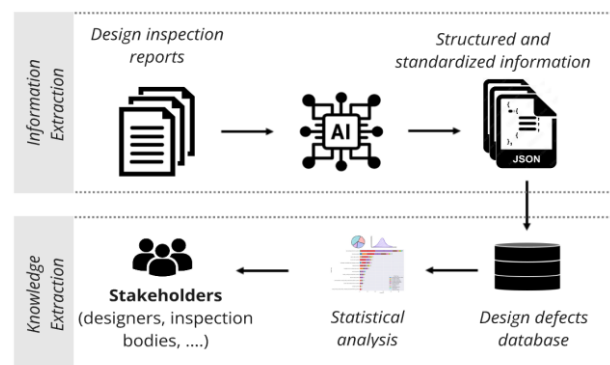 Information
Extraction
Design inspection
reports
AI
Structured and
standardized information
JSON
Knowledge
Extraction
Stakeholders
(designers, inspection
bodies, ....)
Statistical
analysis
Design defects
database